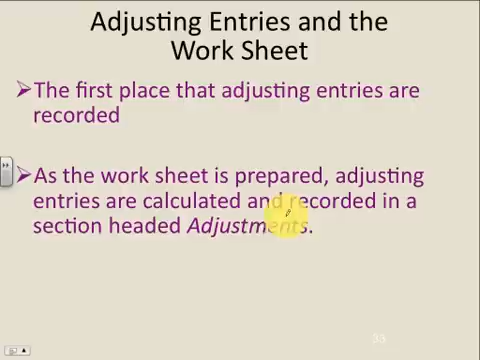 Adjusting Entries and the
Work Sheet
The first place that adjusting entries are
recorded
As the work sheet is prepared, adjusting
entries are calculated and recorded in a
section headed Adjustments.
33